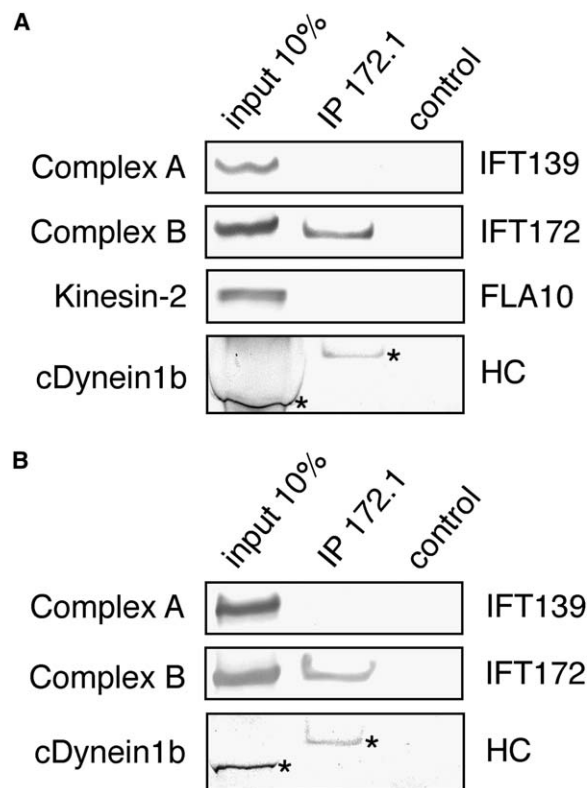 A
input 10% IP 172.1 control
Complex A IFT139
Complex B IFT172
Kinesin-2 FLA10
cDynein1b * * HC
B
input 10% IP 172.1 control
Complex A IFT139
Complex B IFT172
cDynein1b * * HC